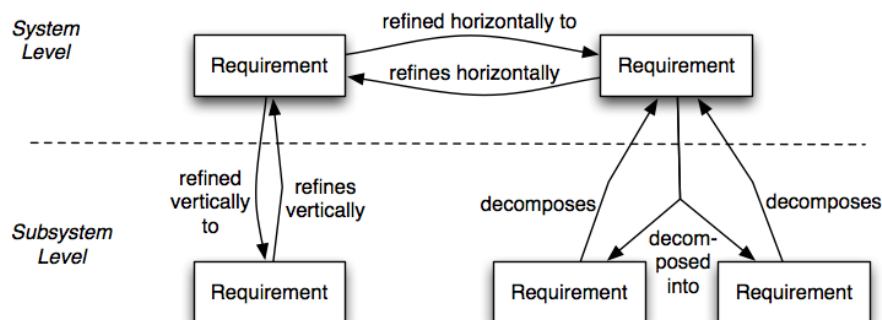 System
Level
refined horizontally to
Requirement
refines horizontally
Requirement
refined
vertically
to
refines
vertically
decomposes
decomposes
Subsystem
Level
decom-
posed
into
Requirement
Requirement
Requirement